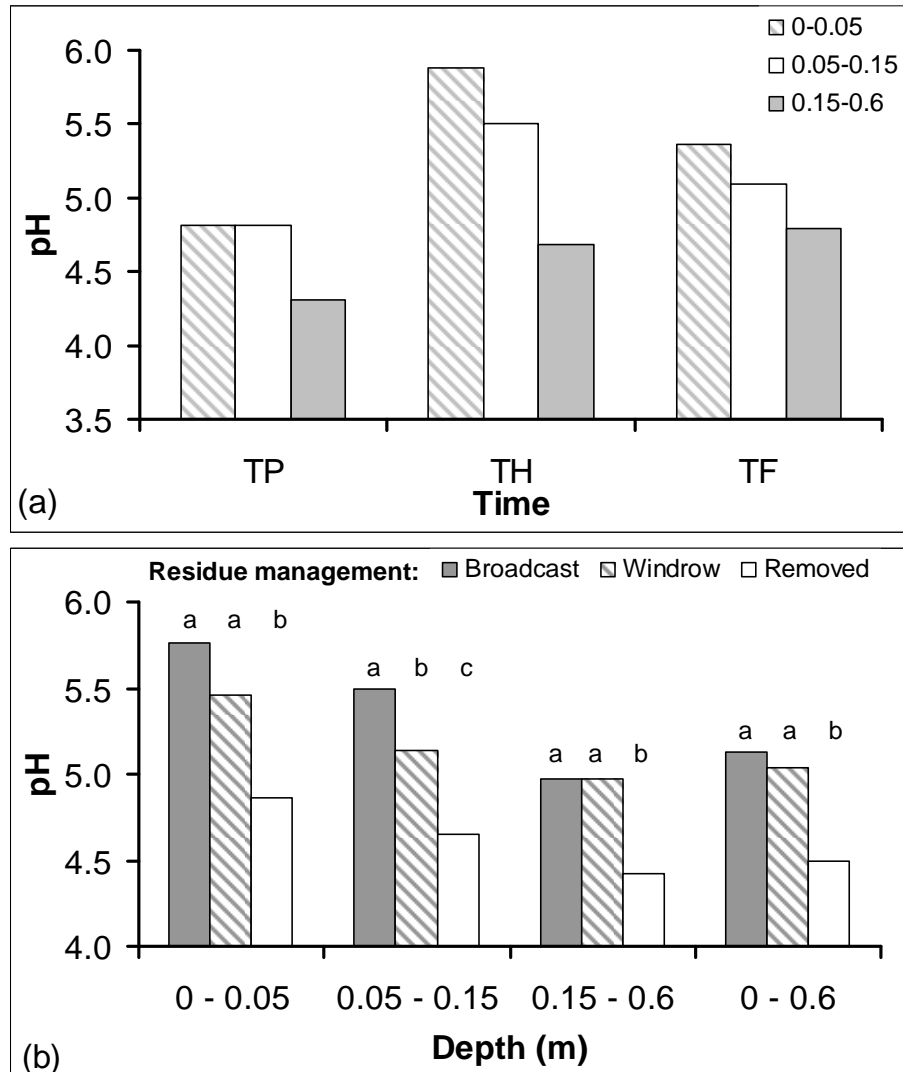 6.0
5.5
5.0
4.5
4.0
3.5
pH
0-0.05
0.05-0.15
0.15-0.6
TP TH TF
Time
(a)
Residue management: Broadcast Windrow Removed
6.0
5.5
5.0
4.5
4.0
pH
a a b
a b c
a a b
a a b
0 - 0.05 0.05 - 0.15 0.15 - 0.6 0 - 0.6
Depth (m)
(b)